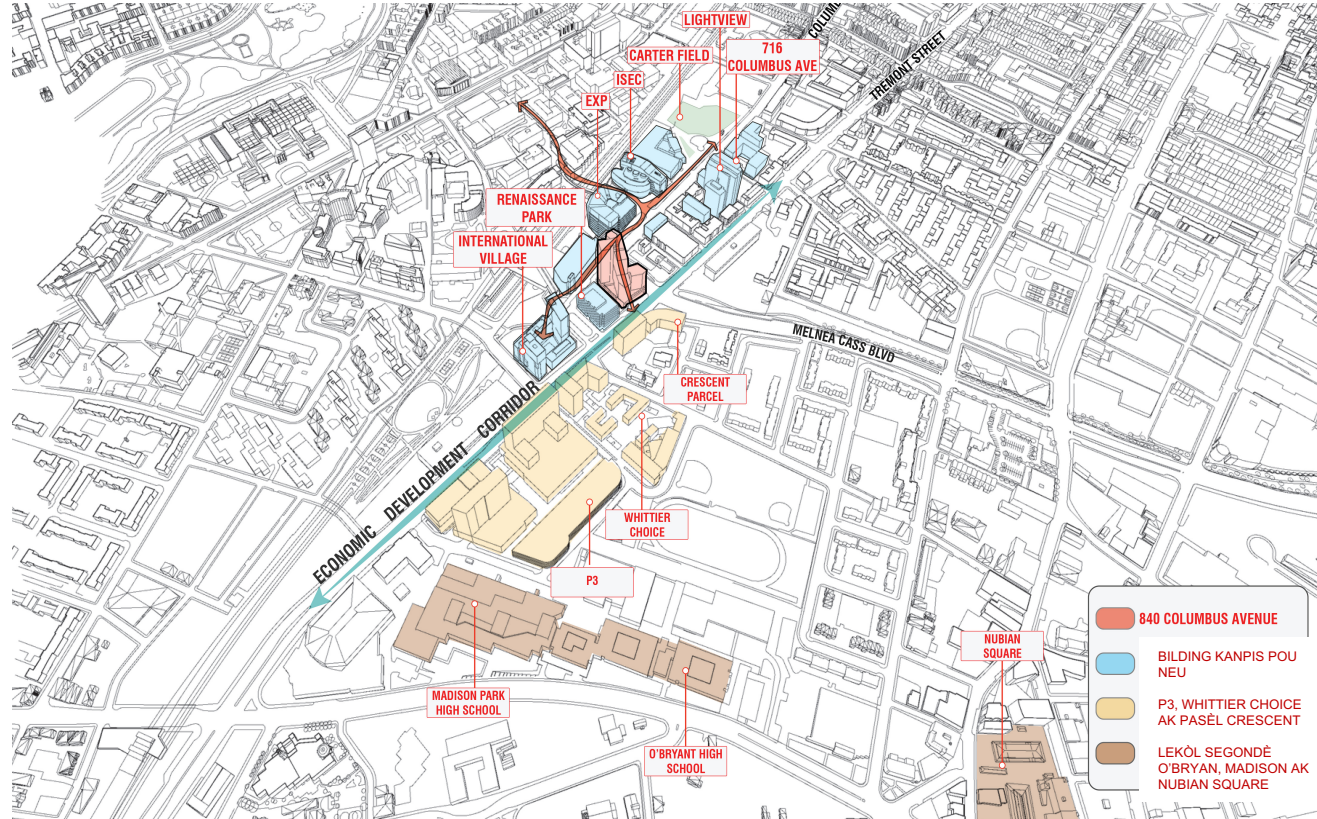 LIGHTVIEW
COLUMB
CARTER FIELD
716
COLUMBUS AVE
TREMONT STREET
ISEC
EXP
RENAISSANCE
PARK
INTERNATIONAL
VILLAGE
MELNEA CASS BLVD
CRESCENT
PARCEL
ECONOMIC DEVELOPMENT CORRIDOR
WHITTIER
CHOICE
P3
NUBIAN
SQUARE
MADISON PARK
HIGH SCHOOL
O'BRYANT HIGH
SCHOOL
840 COLUMBUS AVENUE
BILDING KANPIS POU
NEU
P3, WHITTIER CHOICE
AK PASÈL CRESCENT
LEKÒL SEGONDÈ
O'BRYAN, MADISON AK
NUBIAN SQUARE